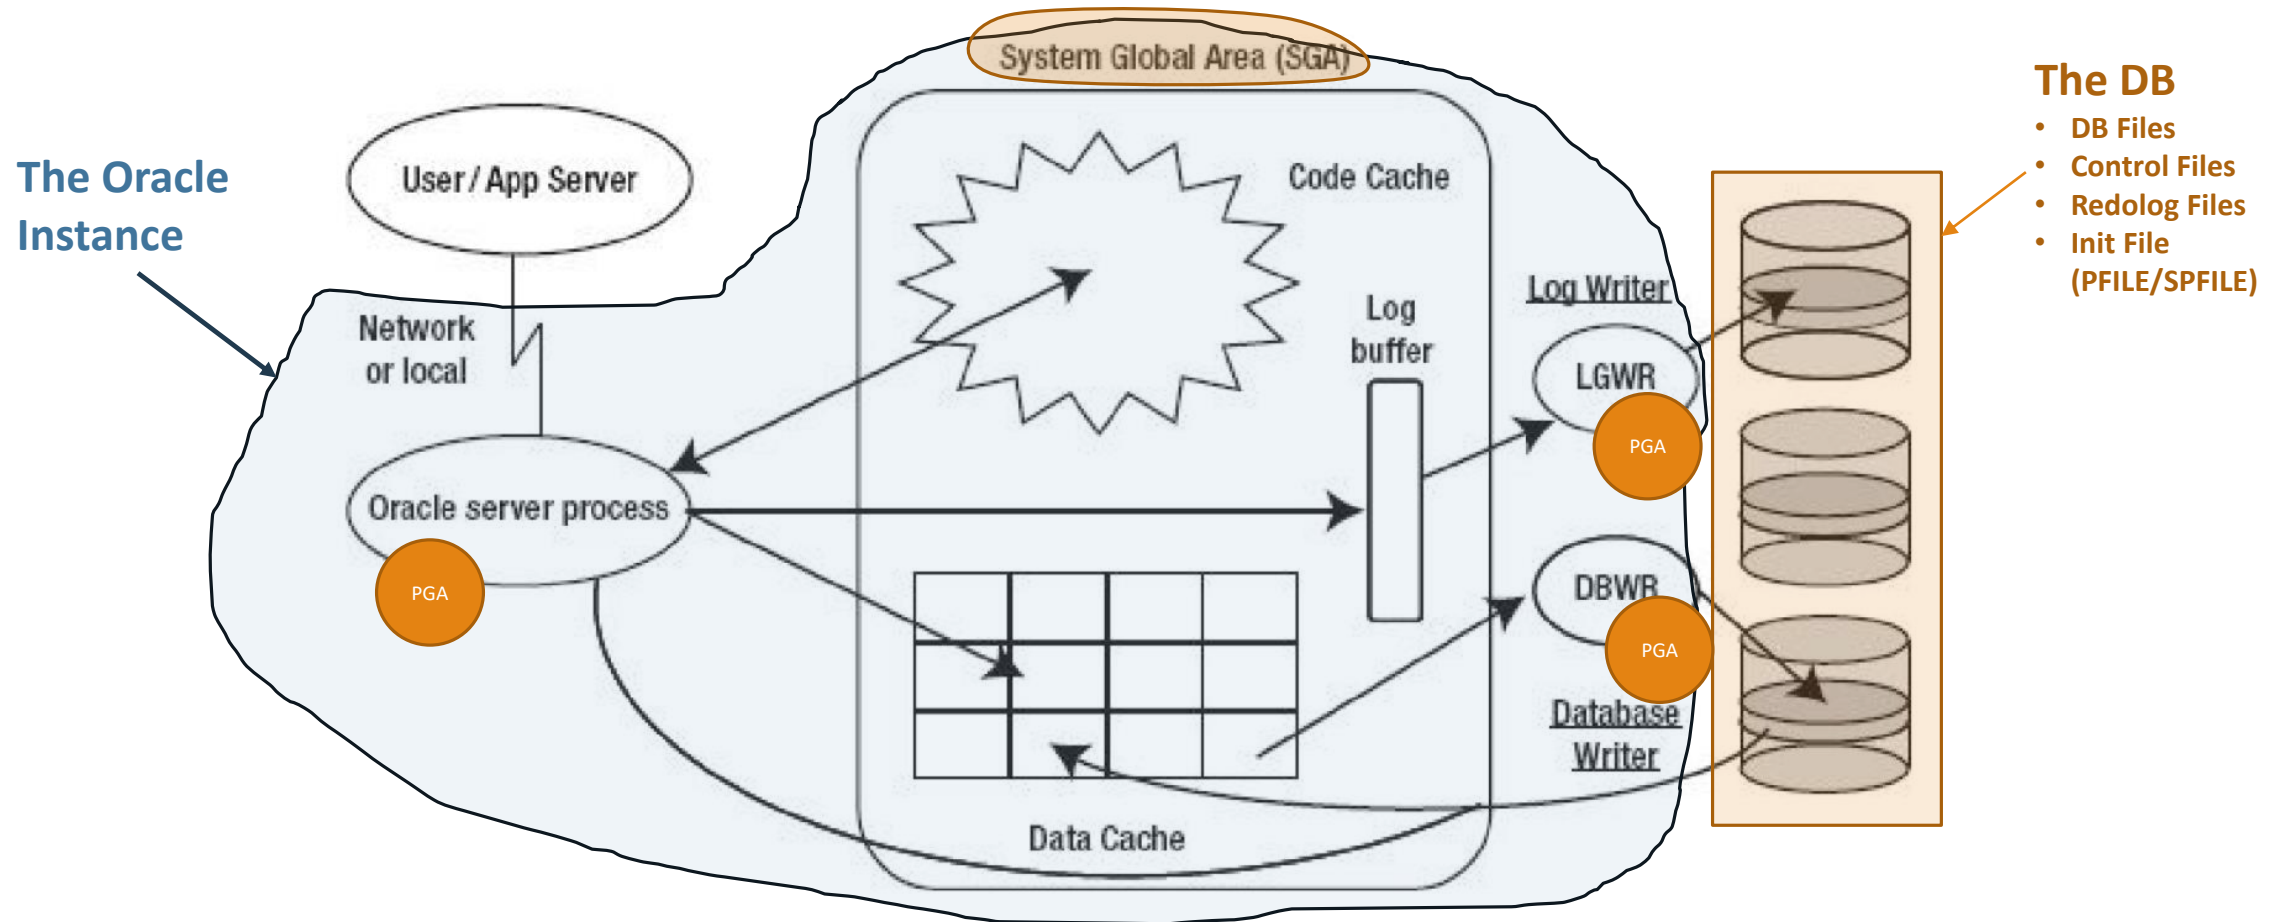 System Global Area (SGA)
The DB
• DB Files
• Control Files
• Redolog Files
• Init File
(PFILE/SPFILE)
The Oracle
Instance
User / App Server
Code Cache
Network
or local
Log
buffer
Log Writer
LGWR
PGA
Oracle server process
PGA
DBWR
PGA
Database
Writer
Data Cache